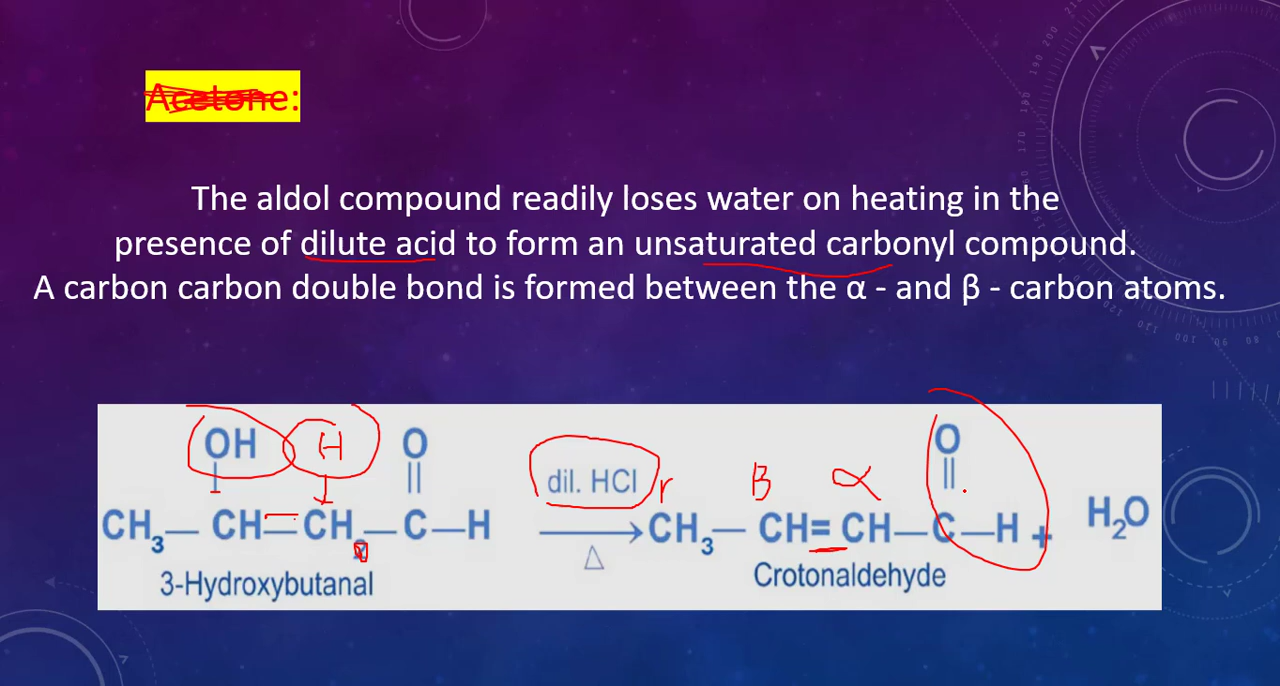 Acetone:
The aldol compound readily loses water on heating in the
presence of dilute acid to form an unsaturated carbonyl compound.
A carbon carbon double bond is formed between the α - and β - carbon atoms.
OH H O
CH3— CH=CH2—C—H
dil. HCl
Δ
3-Hydroxybutanal
r β α O
CH3— CH=CH—C—H + H2O
Crotonaldehyde